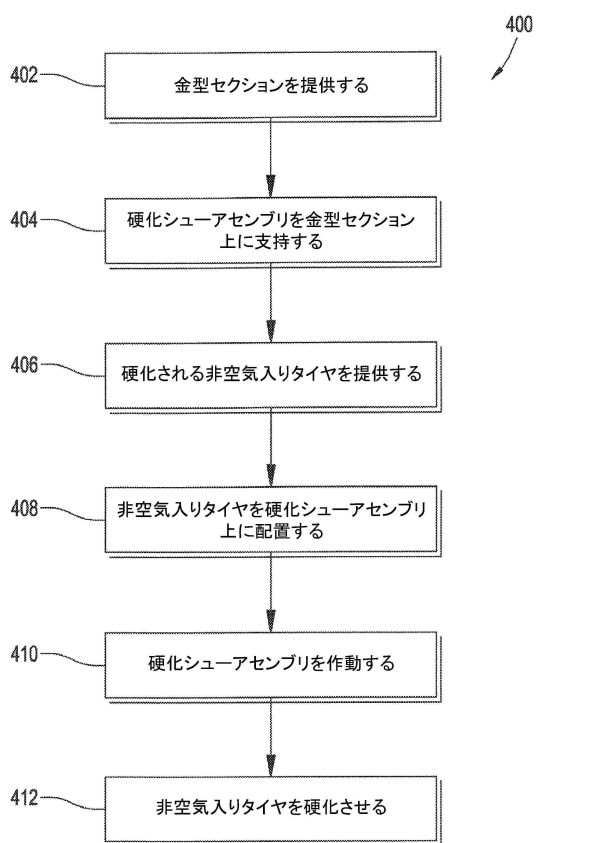 400
402
金型セクションを提供する
404
硬化シューアセンブリを金型セクション
上に支持する
406
硬化される非空気入りタイヤを提供する
408
非空気入りタイヤを硬化シューアセンブリ
上に配置する
410
硬化シューアセンブリを作動する
412
非空気入りタイヤを硬化させる